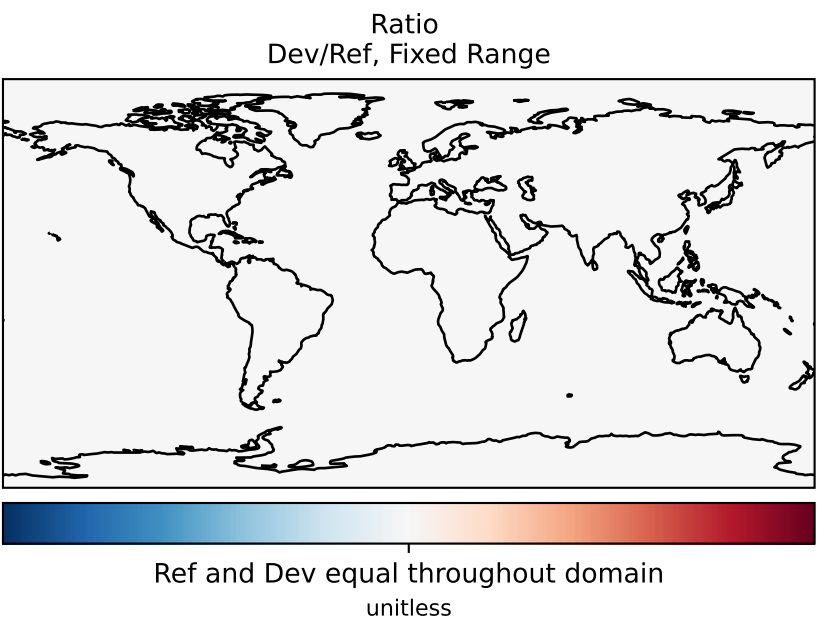 Ratio
Dev/Ref, Fixed Range
Ref and Dev equal throughout domain
unitless